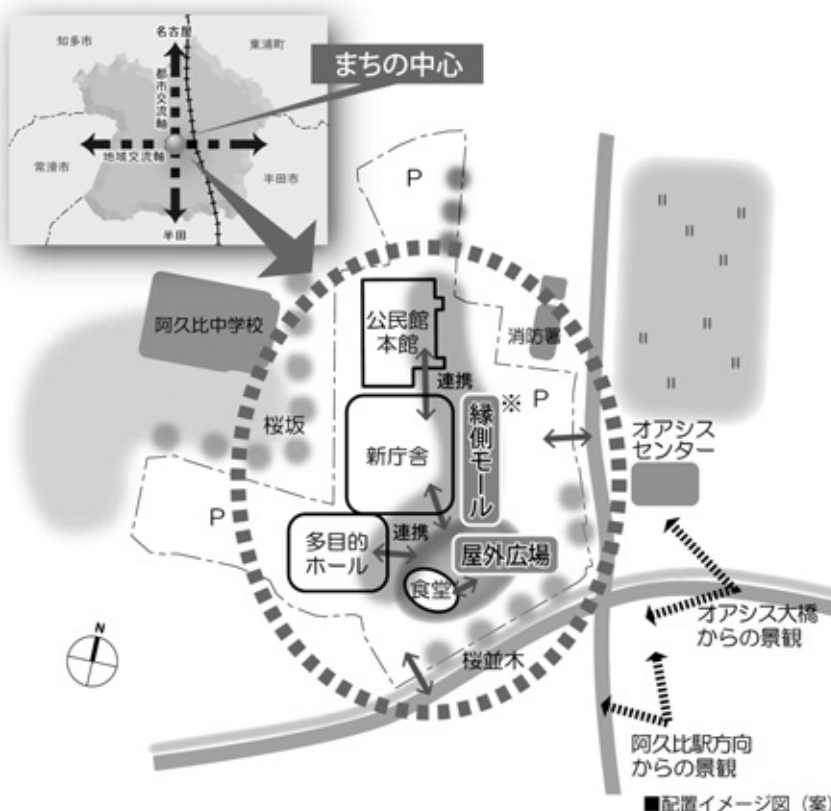 知多市
名古屋
東浦町
都市交流軸
まちの中心
地域交流軸
常滑市
半田市
半田
P
阿久比中学校
公民館
本館
消防署
連携
※
P
縁側モール
桜坂
新庁舎
オアシス
センター
P
多目的
ホール
連携
屋外広場
食堂
桜並木
オアシス大橋
からの景観
N
阿久比駅方向
からの景観
■配置イメージ図（案）